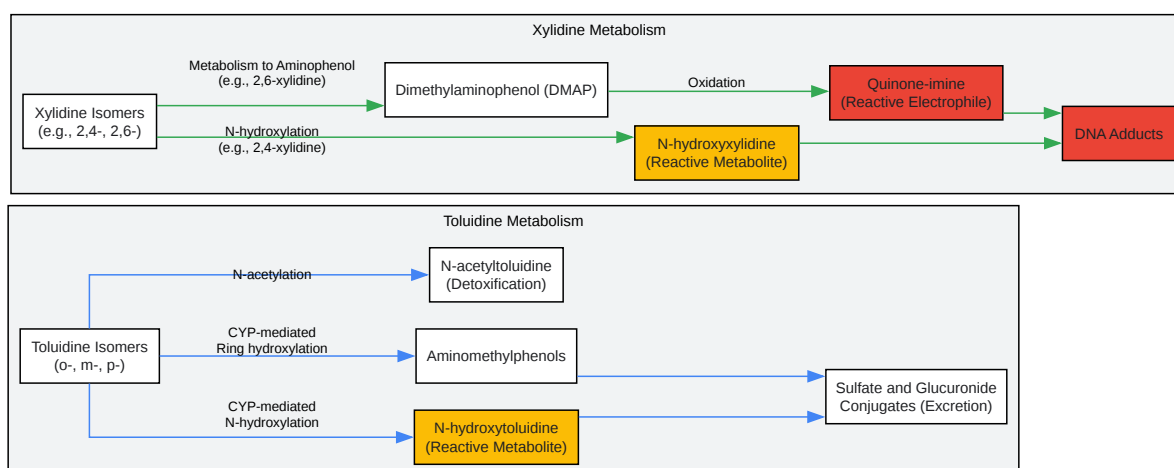 Xylidine Metabolism
Metabolism to Aminophenol
(e.g., 2,6-xylidine)
Dimethylaminophenol (DMAP)
Oxidation
Quinone-imine
(Reactive Electrophile)
Xylidine Isomers
(e.g., 2,4-, 2,6-)
N-hydroxylation
(e.g., 2,4-xylidine)
N-hydroxyxylidine
(Reactive Metabolite)
DNA Adducts
Toluidine Metabolism
N-acetylation
N-acetyltoluidine
(Detoxification)
Toluidine Isomers
(o-, m-, p-)
CYP-mediated
Ring hydroxylation
Aminomethylphenols
CYP-mediated
N-hydroxylation
N-hydroxytoluidine
(Reactive Metabolite)
Sulfate and Glucuronide
Conjugates (Excretion)